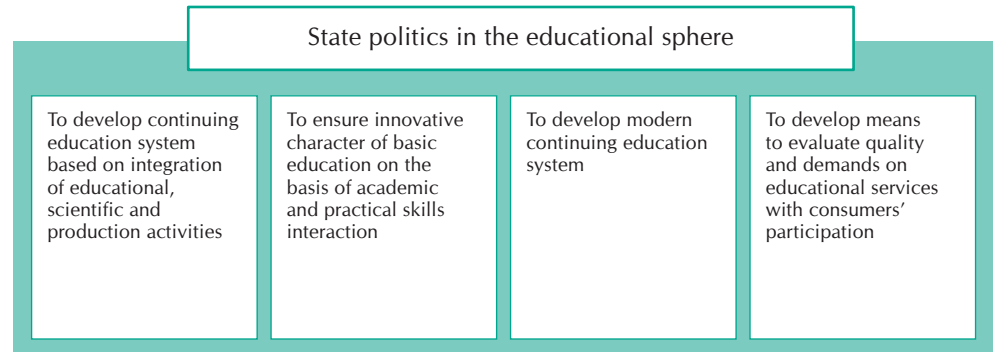 State politics in the educational sphere
To develop continuing
education system
based on integration
of educational,
scientific and
production activities
To ensure innovative
character of basic
education on the
basis of academic
and practical skills
interaction
To develop modern
continuing education
system
To develop means
to evaluate quality
and demands on
educational services
with consumers’
participation